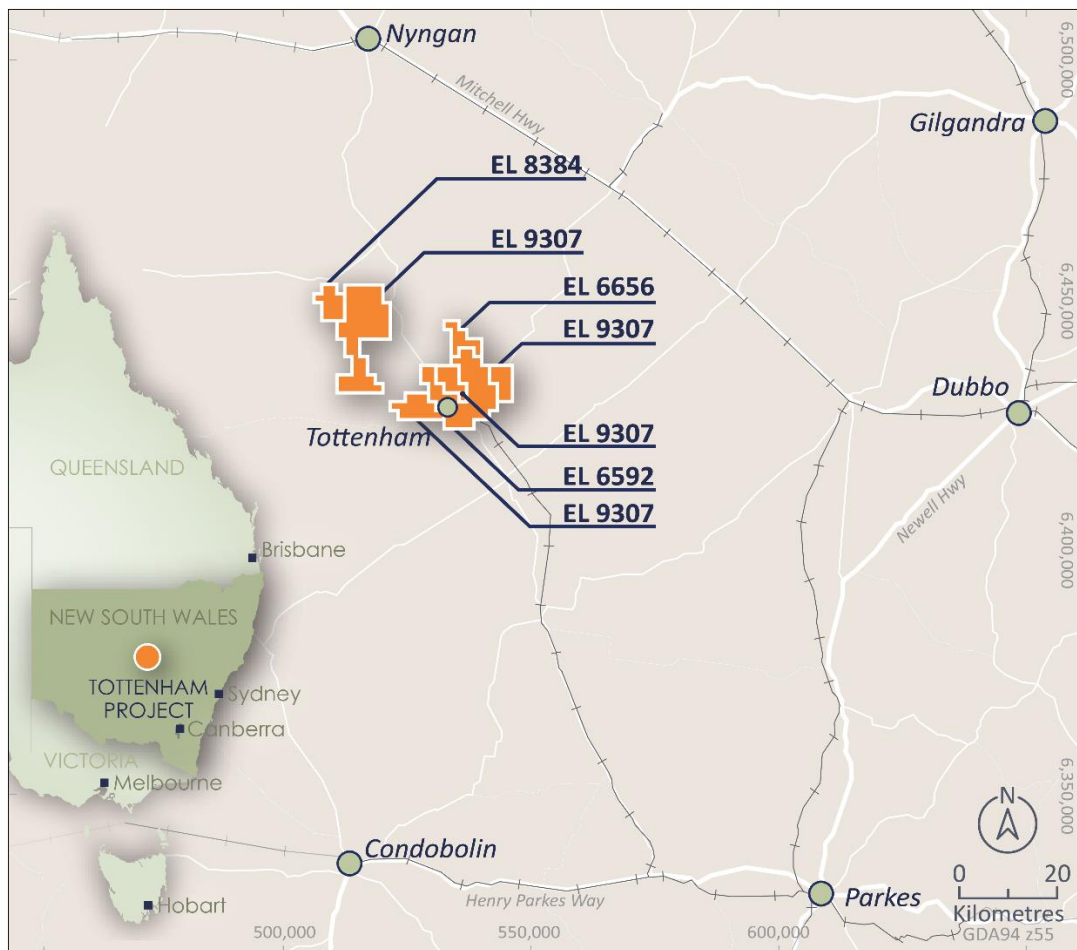 Nyngan
6,500,000
Mitchell Hwy
Gilgandra
EL 8384
EL 9307
EL 6656
6,450,000
EL 9307
Dubbo
Tottenham
EL 9307
QUEENSLAND
EL 6592
EL 9307
Newell Hwy
Brisbane
6,400,000
NEW SOUTH WALES
TOTTENHAM
PROJECT
Sydney
Canberra
VICTORIA
Melbourne
6,350,000
N
Condobolin
0 20
Henry Parkes Way
Parkes
Kilometres
Hobart
GDA94 z55
500,000
550,000
600,000